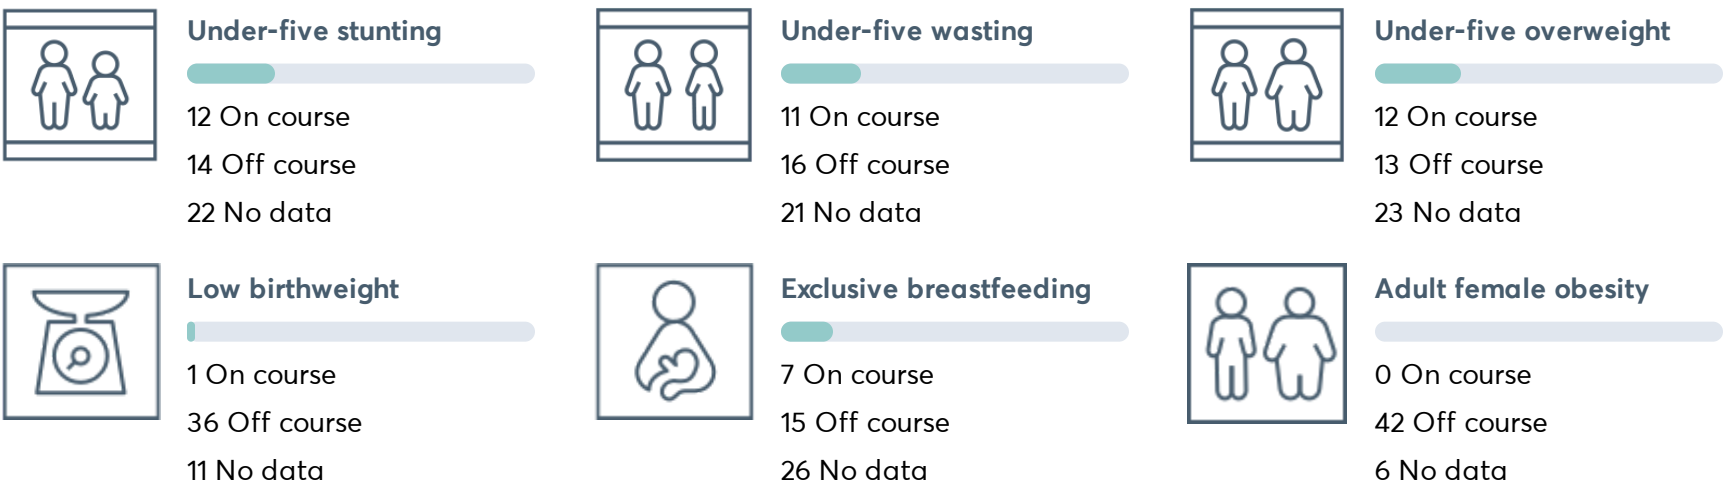 Under-five stunting
12 On course
14 Off course
22 No data
Under-five wasting
11 On course
16 Off course
21 No data
Under-five overweight
12 On course
13 Off course
23 No data
Low birthweight
1 On course
36 Off course
11 No data
Exclusive breastfeeding
7 On course
15 Off course
26 No data
Adult female obesity
0 On course
42 Off course
6 No data